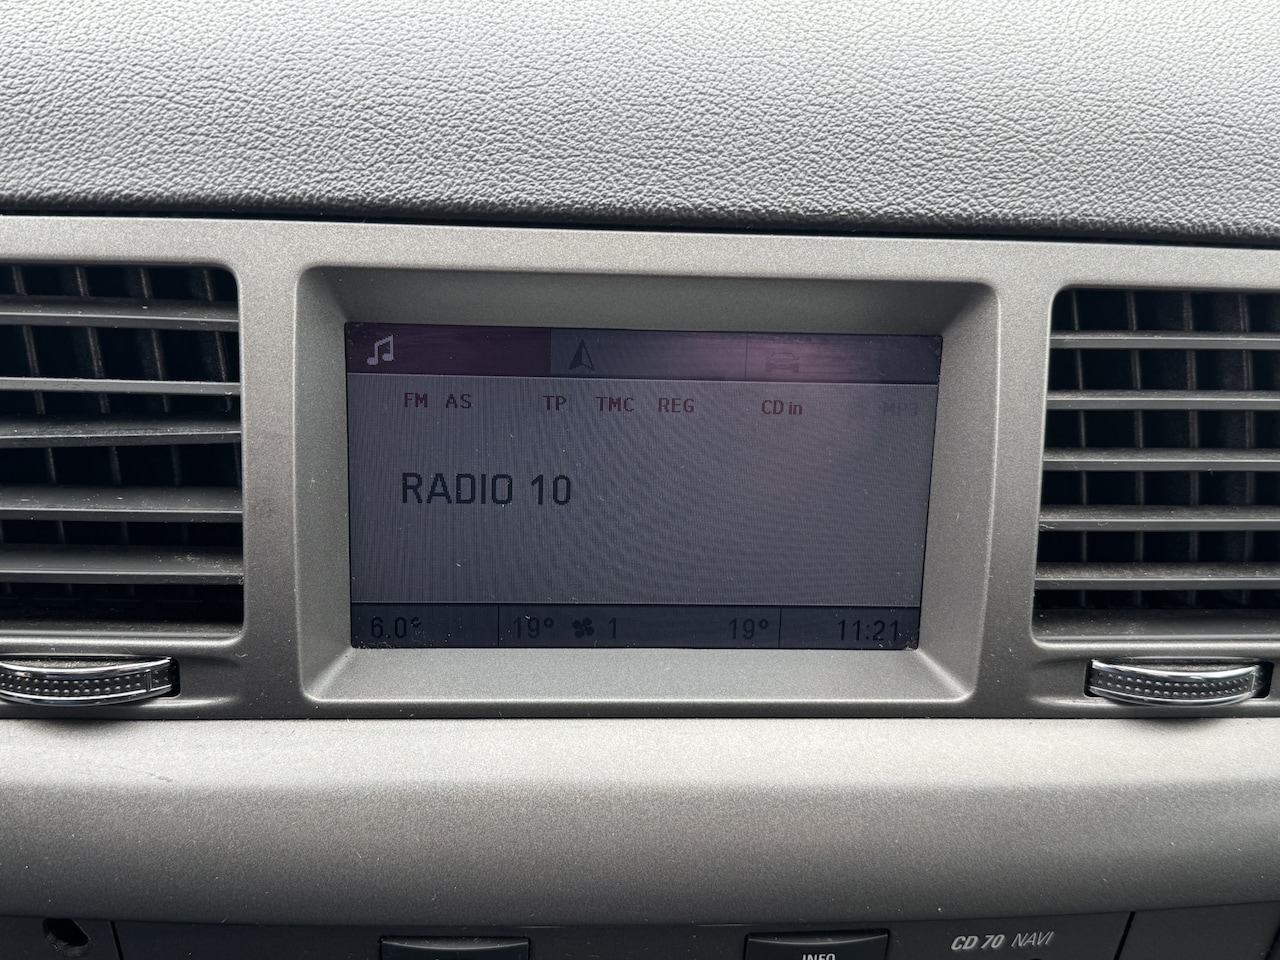 FM AS TP TMC REG CD in MP3
RADIO 10
6.0° 19° 1 19° 11:21
CD 70 NAVI
INFO